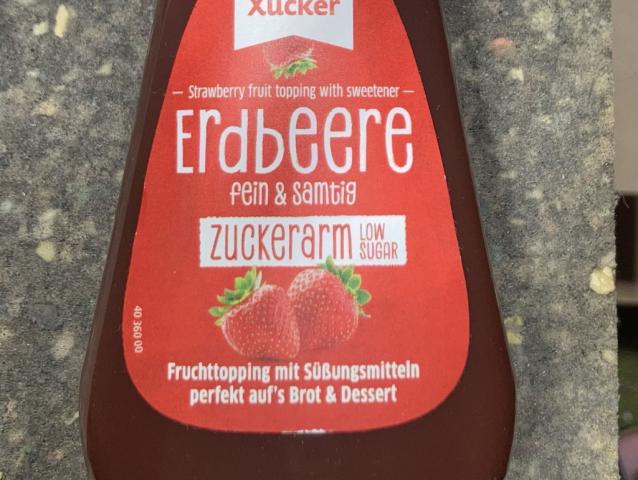 Xucker
— Strawberry fruit topping with sweetener —
Erdbeere
fein & samtig
zuckerarm LOW SUGAR
40 360 00
Fruchttopping mit Süßungsmitteln
perfekt auf's Brot & Dessert